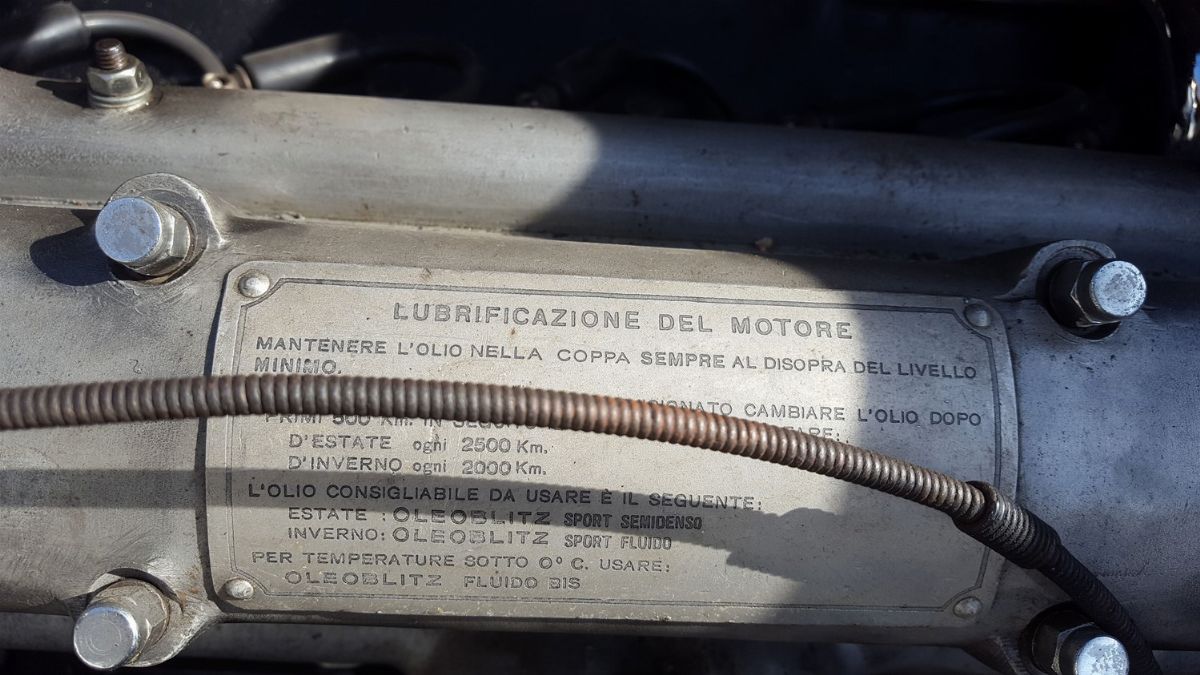 LUBRIFICAZIONE DEL MOTORE
MANTENERE L'OLIO NELLA COPPA SEMPRE AL DISOPRA DEL LIVELLO
MINIMO.
CAMBIARE L'OLIO DOPO
PRIMI 500 Km. IN
D'ESTATE ogni 2500 Km.
D'INVERNO ogni 2000 Km.
L'OLIO CONSIGLIABILE DA USARE È IL SEGUENTE:
ESTATE : OLEOBLITZ SPORT SEMIDENSO
INVERNO: OLEOBLITZ SPORT FLUIDO
PER TEMPERATURE SOTTO 0° C. USARE:
OLEOBLITZ FLUIDO BIS